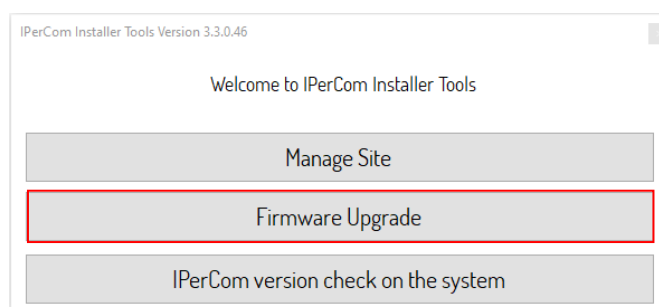 IPerCom Installer Tools Version 3.3.0.46
Welcome to IPerCom Installer Tools
Manage Site
Firmware Upgrade
IPerCom version check on the system